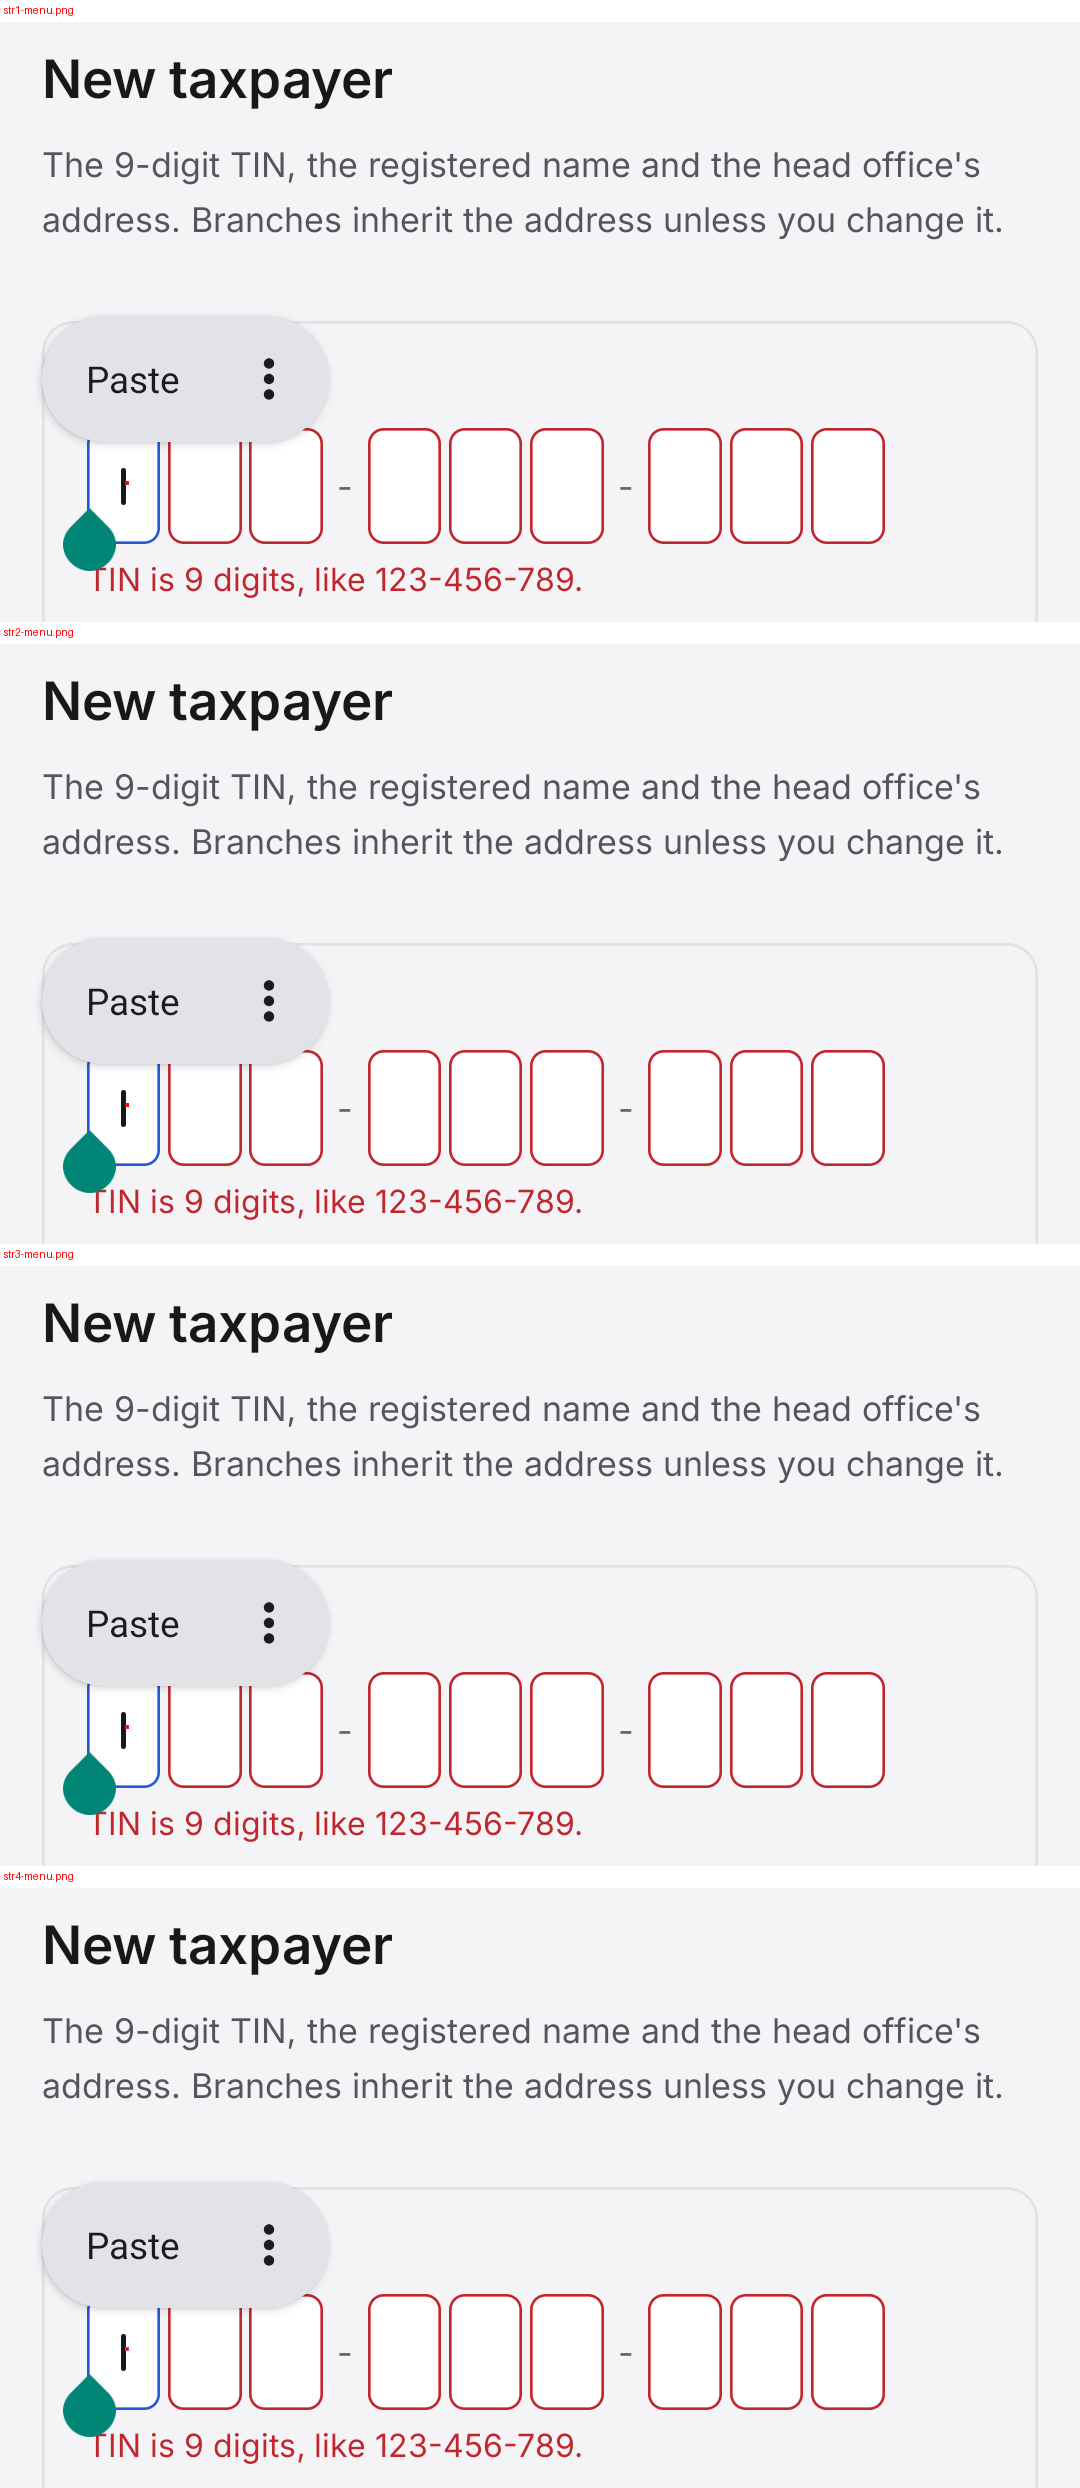 str1-menu.png
New taxpayer
The 9-digit TIN, the registered name and the head office's
address. Branches inherit the address unless you change it.
Paste
- -
TIN is 9 digits, like 123-456-789.
str2-menu.png
New taxpayer
The 9-digit TIN, the registered name and the head office's
address. Branches inherit the address unless you change it.
Paste
- -
TIN is 9 digits, like 123-456-789.
str3-menu.png
New taxpayer
The 9-digit TIN, the registered name and the head office's
address. Branches inherit the address unless you change it.
Paste
- -
TIN is 9 digits, like 123-456-789.
str4-menu.png
New taxpayer
The 9-digit TIN, the registered name and the head office's
address. Branches inherit the address unless you change it.
Paste
- -
TIN is 9 digits, like 123-456-789.